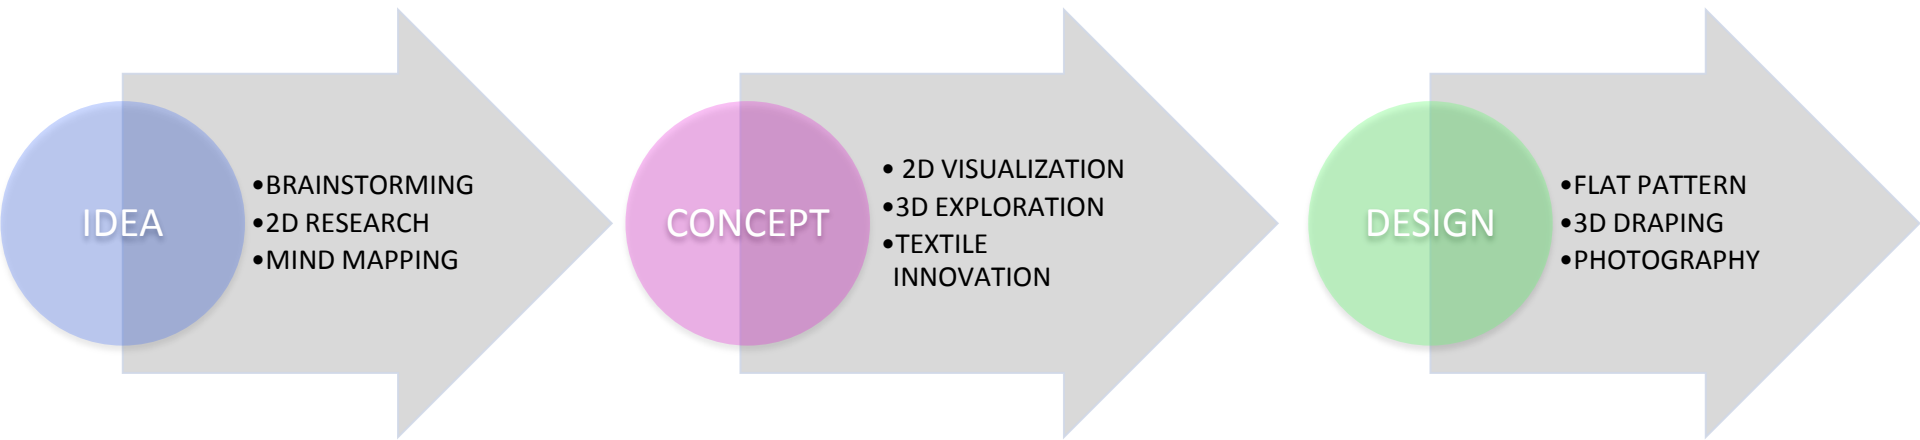 IDEA
•BRAINSTORMING
•2D RESEARCH
•MIND MAPPING
CONCEPT
• 2D VISUALIZATION
•3D EXPLORATION
•TEXTILE
INNOVATION
DESIGN
•FLAT PATTERN
•3D DRAPING
•PHOTOGRAPHY